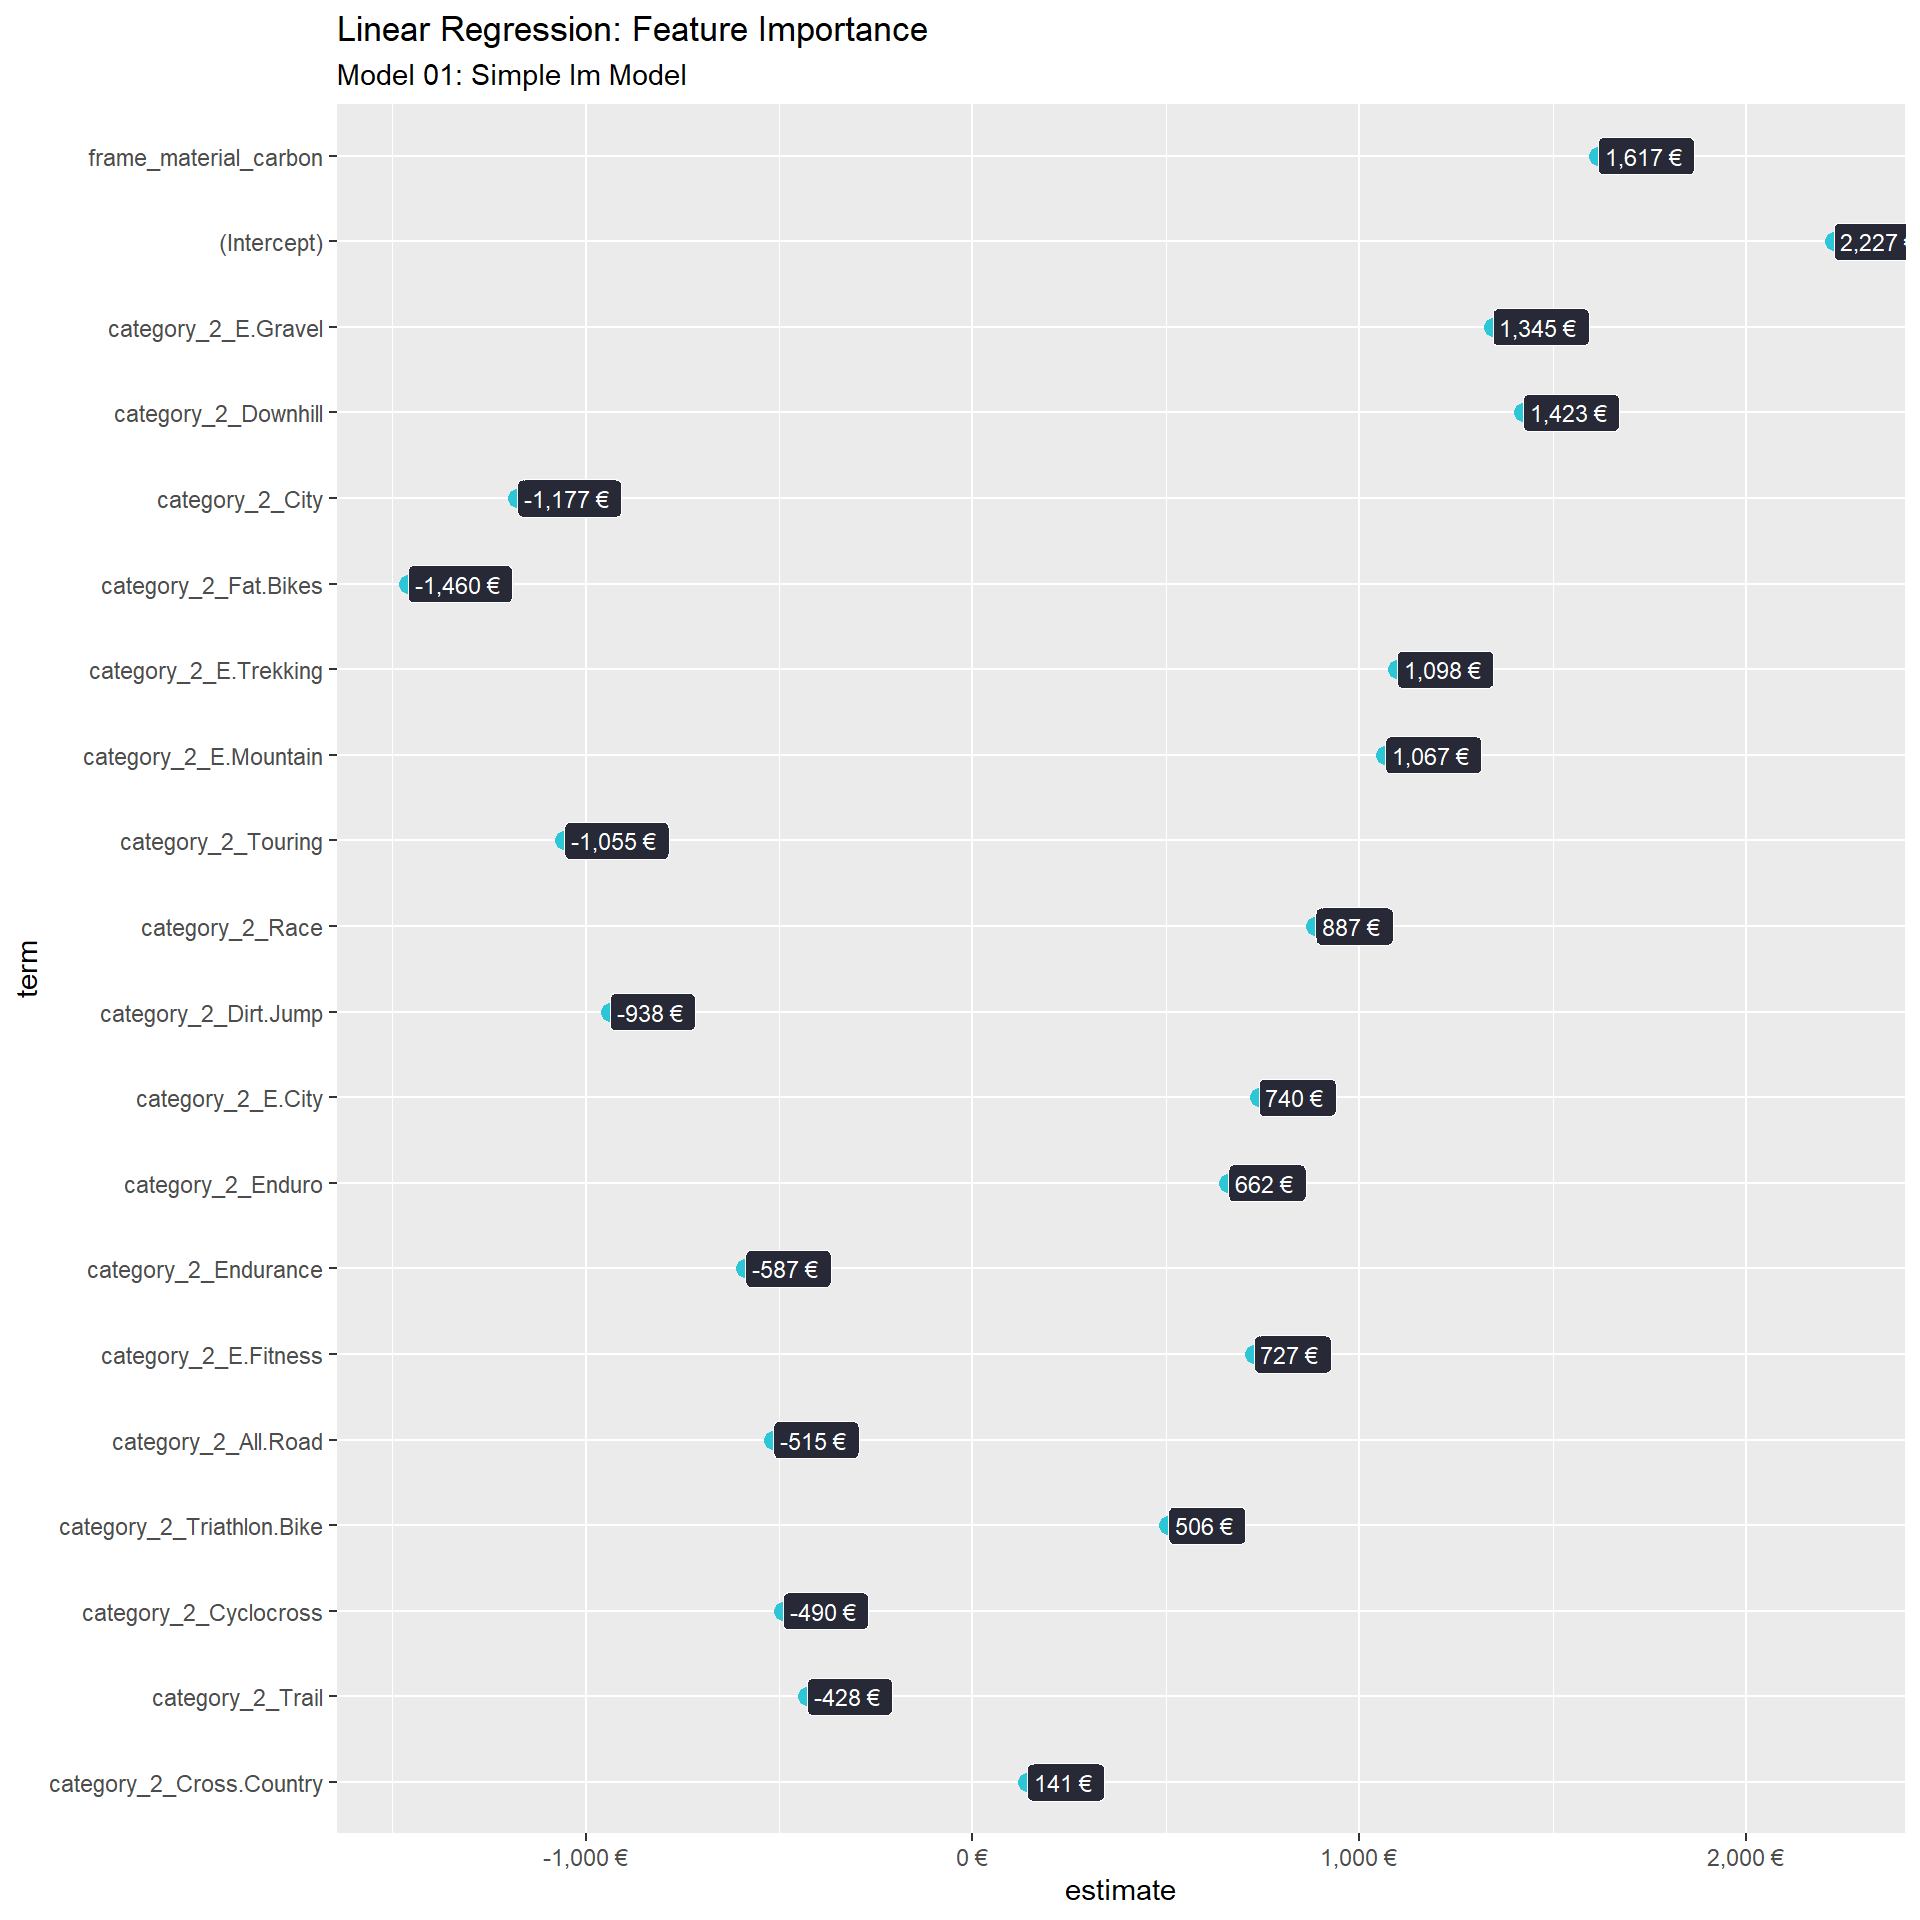 Linear Regression: Feature Importance
Model 01: Simple lm Model
frame_material_carbon 1,617 €
(Intercept) 2,227 €
category_2_E.Gravel 1,345 €
category_2_Downhill 1,423 €
category_2_City -1,177 €
category_2_Fat.Bikes -1,460 €
category_2_E.Trekking 1,098 €
category_2_E.Mountain 1,067 €
category_2_Touring -1,055 €
category_2_Race 887 €
term
category_2_Dirt.Jump -938 €
category_2_E.City 740 €
category_2_Enduro 662 €
category_2_Endurance -587 €
category_2_E.Fitness 727 €
category_2_All.Road -515 €
category_2_Triathlon.Bike 506 €
category_2_Cyclocross -490 €
category_2_Trail -428 €
category_2_Cross.Country 141 €
-1,000 € 0 € 1,000 € 2,000 €
estimate